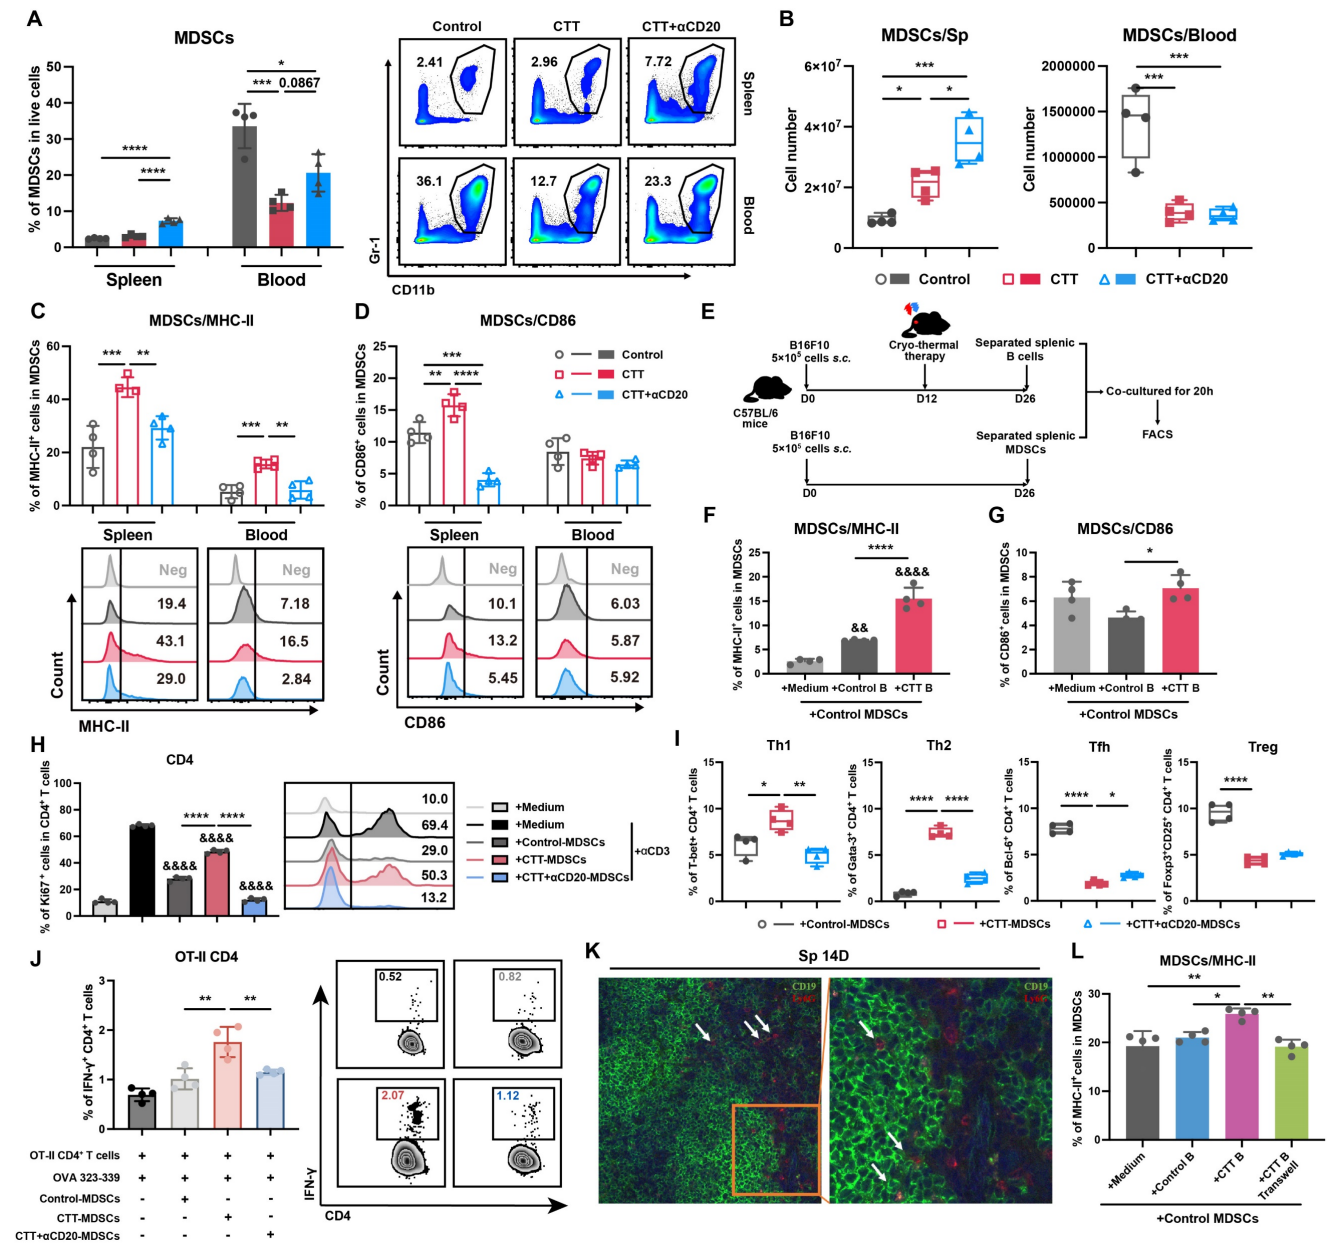 A
MDSCs
% of MDSCs in live cells
50
40
30
20
10
0
*
*** 0.0867
****
****
Spleen
Blood
Control
CTT
CTT+αCD20
2.41
2.96
7.72
Spleen
36.1
12.7
23.3
Blood
Gr-1
CD11b
B
MDSCs/Sp
Cell number
6×10⁷
4×10⁷
2×10⁷
0
***
* *
MDSCs/Blood
Cell number
2000000
1500000
1000000
500000
0
***
***
Control
CTT
CTT+αCD20
C
MDSCs/MHC-II
% of MHC-II⁺ cells in MDSCs
60
40
20
0
*** **
*** **
Spleen
Blood
Neg
19.4
43.1
29.0
Neg
7.18
16.5
2.84
Count
MHC-II
D
MDSCs/CD86
% of CD86⁺ cells in MDSCs
25
20
15
10
5
0
***
** ****
Control
CTT
CTT+αCD20
Spleen
Blood
Neg
10.1
13.2
5.45
Neg
6.03
5.87
5.92
Count
CD86
E
B16F10
5×10⁵ cells s.c.
Cryo-thermal
therapy
Separated splenic
B cells
D0
D12
D26
C57BL/6
mice
Co-cultured for 20h
FACS
B16F10
5×10⁵ cells s.c.
Separated splenic
MDSCs
D0
D26
F
MDSCs/MHC-II
% of MHC-II⁺ cells in MDSCs
25
20
15
10
5
0
****
&&&&
&&
+Medium +Control B +CTT B
+Control MDSCs
G
MDSCs/CD86
% of CD86⁺ cells in MDSCs
10
8
6
4
2
0
*
+Medium +Control B +CTT B
+Control MDSCs
H
CD4
% of Ki67⁺ cells in CD4⁺ T cells
100
80
60
40
20
0
**** ****
&&&&
&&&&
&&&&
10.0
69.4
29.0
50.3
13.2
+Medium
+Medium
+Control-MDSCs
+CTT-MDSCs
+CTT+αCD20-MDSCs
+αCD3
I
Th1
% of T-bet+ CD4⁺ T cells
15
10
5
0
* **
Th2
% of Gata-3⁺ CD4⁺ T cells
15
10
5
0
**** ****
Tfh
% of Bcl-6⁺ CD4⁺ T cells
15
10
5
0
**** *
Treg
% of Foxp3⁺CD25⁺ CD4⁺ T cells
15
10
5
0
****
+Control-MDSCs
+CTT-MDSCs
+CTT+αCD20-MDSCs
J
OT-II CD4
% of IFN-γ⁺ CD4⁺ T cells
3
2
1
0
** **
OT-II CD4⁺ T cells + + + +
OVA 323-339 + + + +
Control-MDSCs - + - -
CTT-MDSCs - - + -
CTT+αCD20-MDSCs - - - +
0.52
0.82
2.07
1.12
IFN-γ
CD4
K
Sp 14D
CD19
CD19
L
MDSCs/MHC-II
% of MHC-II⁺ cells in MDSCs
30
20
10
0
**
* **
+Medium
+Control B
+CTT B
+CTT B
Transwell
+Control MDSCs